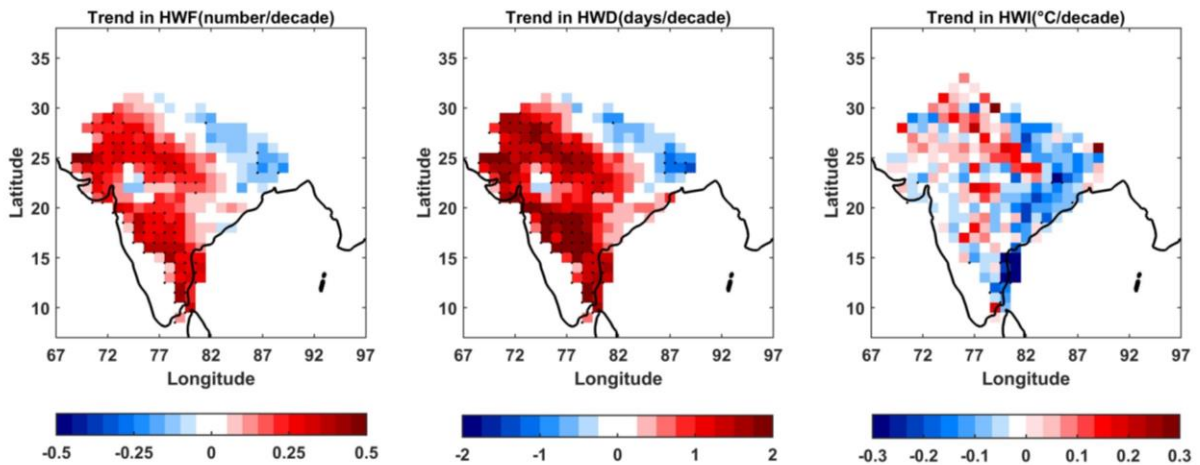 Trend in HWF(number/decade)
Latitude
35
30
25
20
15
10
67 72 77 82 87 92 97
Longitude
-0.5 -0.25 0 0.25 0.5
Trend in HWD(days/decade)
Latitude
35
30
25
20
15
10
67 72 77 82 87 92 97
Longitude
-2 -1 0 1 2
Trend in HWI(°C/decade)
Latitude
35
30
25
20
15
10
67 72 77 82 87 92 97
Longitude
-0.3 -0.2 -0.1 0 0.1 0.2 0.3